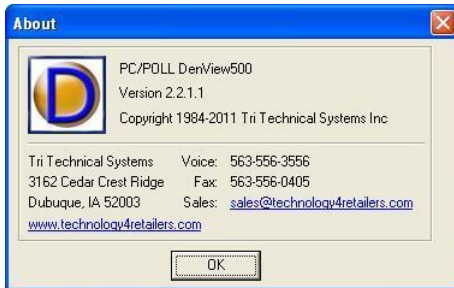 About
D
PC/POLL DenView500
Version 2.2.1.1
Copyright 1984-2011 Tri Technical Systems Inc
Tri Technical Systems Voice: 563-556-3556
3162 Cedar Crest Ridge Fax: 563-556-0405
Dubuque, IA 52003 Sales: sales@technology4retailers.com
www.technology4retailers.com
OK